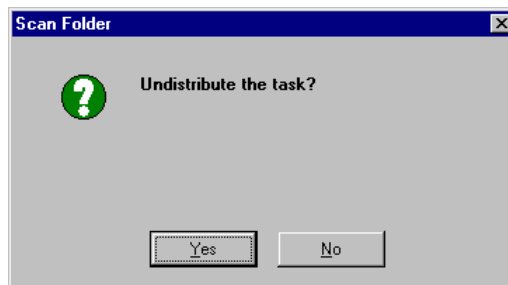 Scan Folder
Undistribute the task?
Yes
No